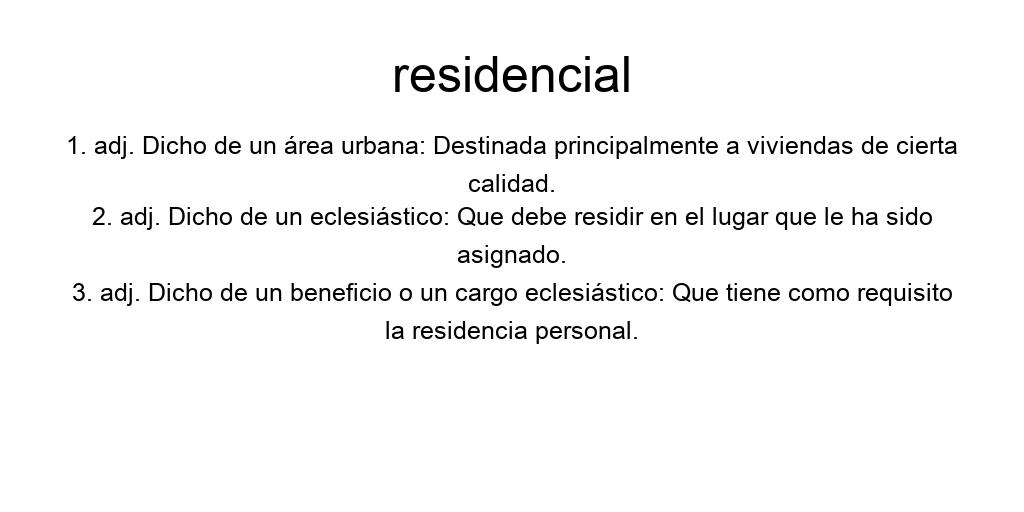 residencial
1. adj. Dicho de un área urbana: Destinada principalmente a viviendas de cierta
calidad.
2. adj. Dicho de un eclesiástico: Que debe residir en el lugar que le ha sido
asignado.
3. adj. Dicho de un beneficio o un cargo eclesiástico: Que tiene como requisito
la residencia personal.